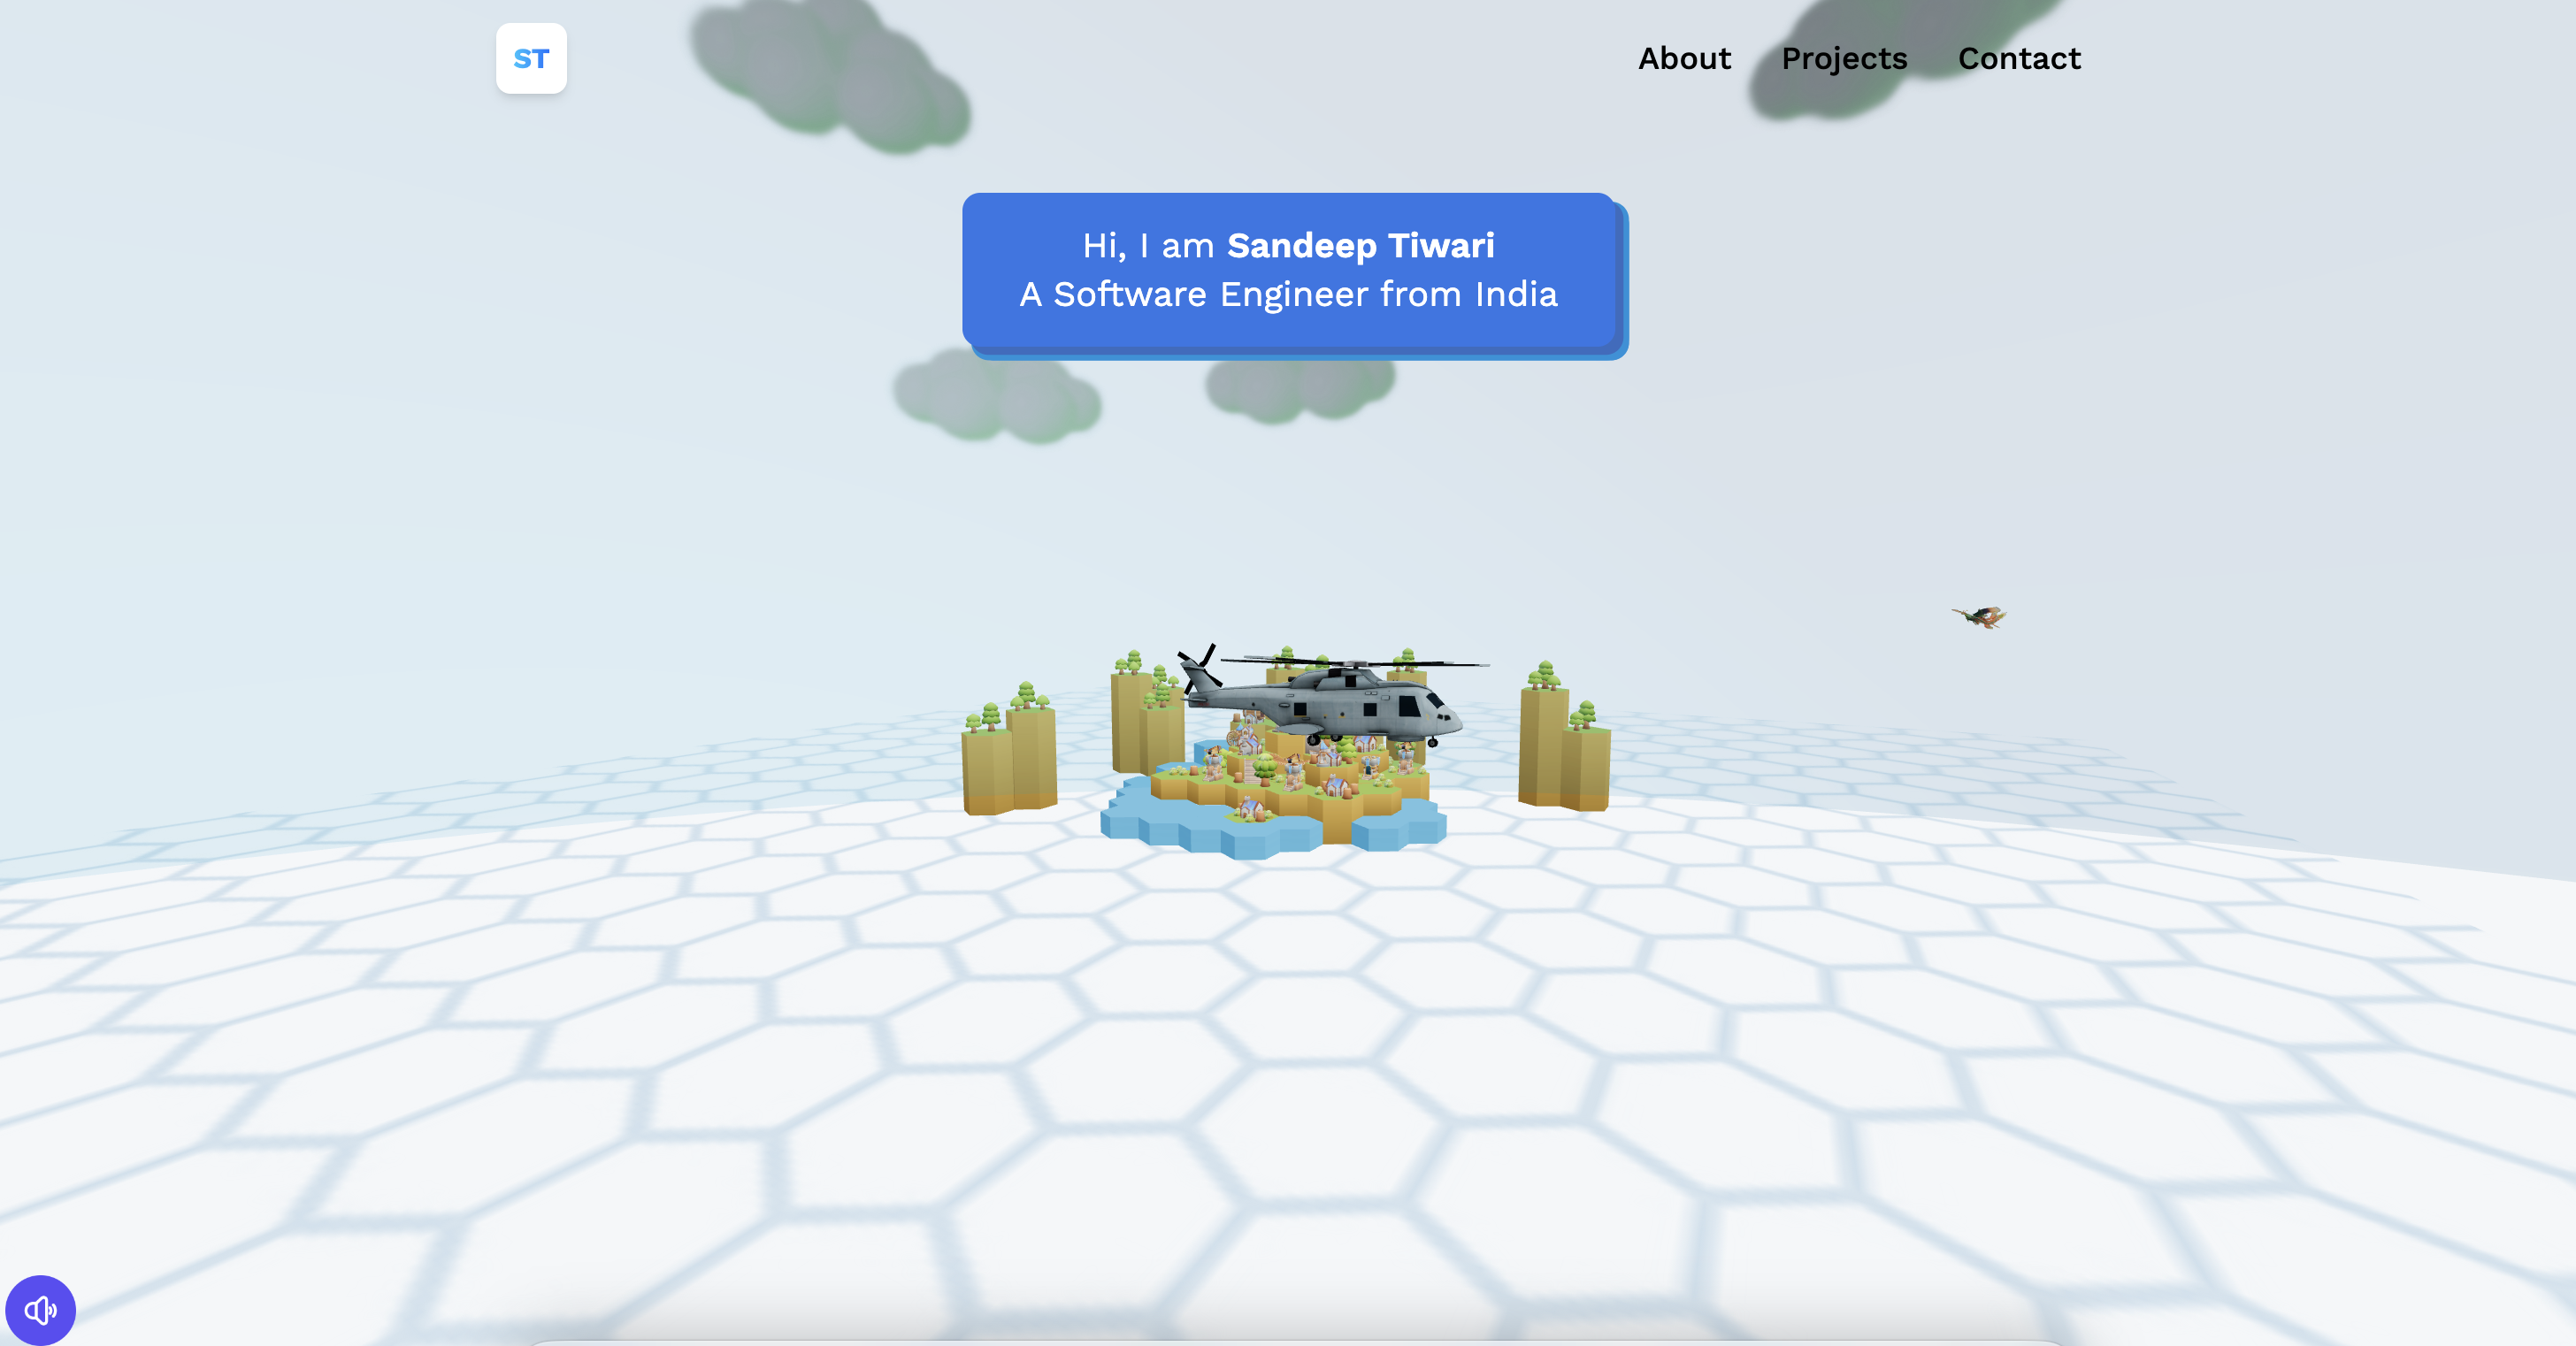 ST
About Projects Contact
Hi, I am Sandeep Tiwari
A Software Engineer from India